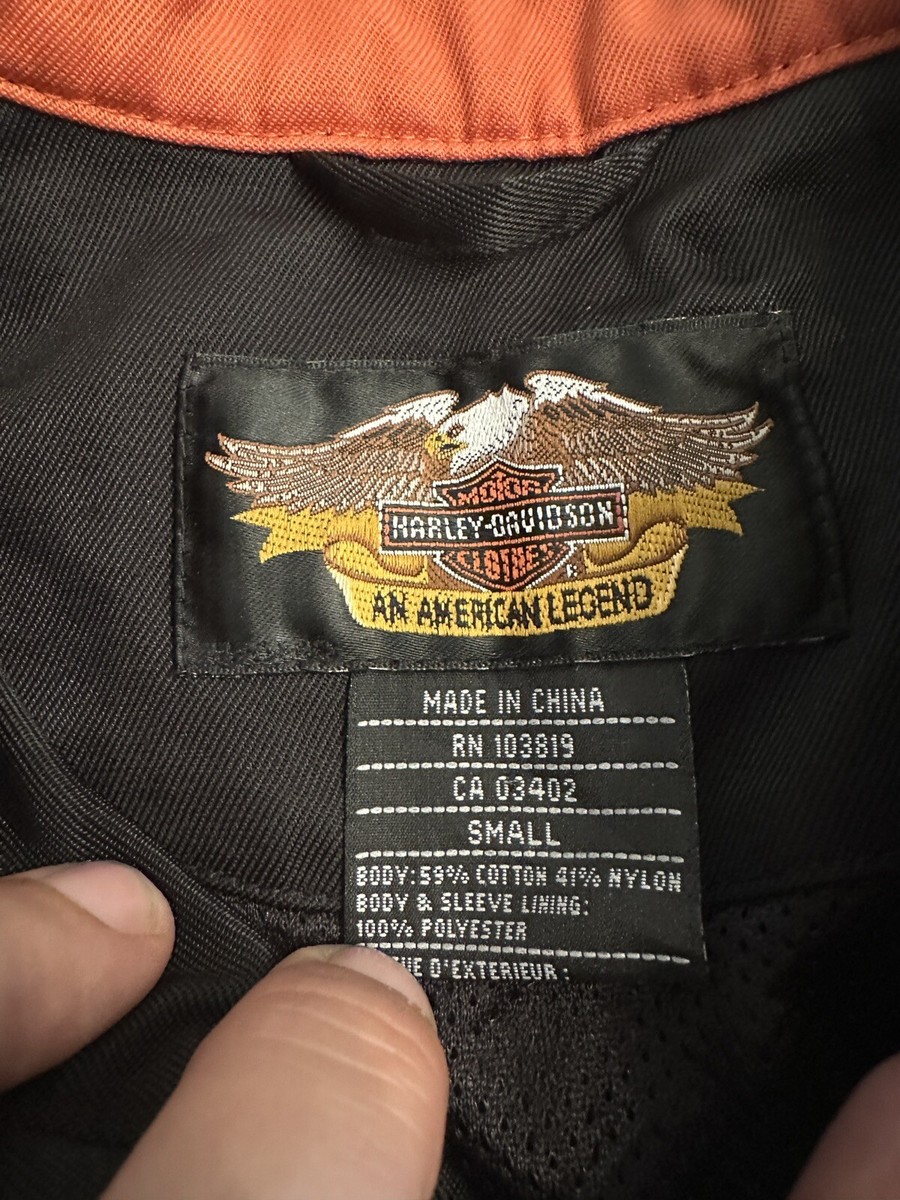 MOTOR
HARLEY-DAVIDSON
CLOTHES
®
AN AMERICAN LEGEND
MADE IN CHINA
RN 103819
CA 03402
SMALL
BODY: 59% COTTON 41% NYLON
BODY & SLEEVE LINING:
100% POLYESTER
D'EXTERIEUR: